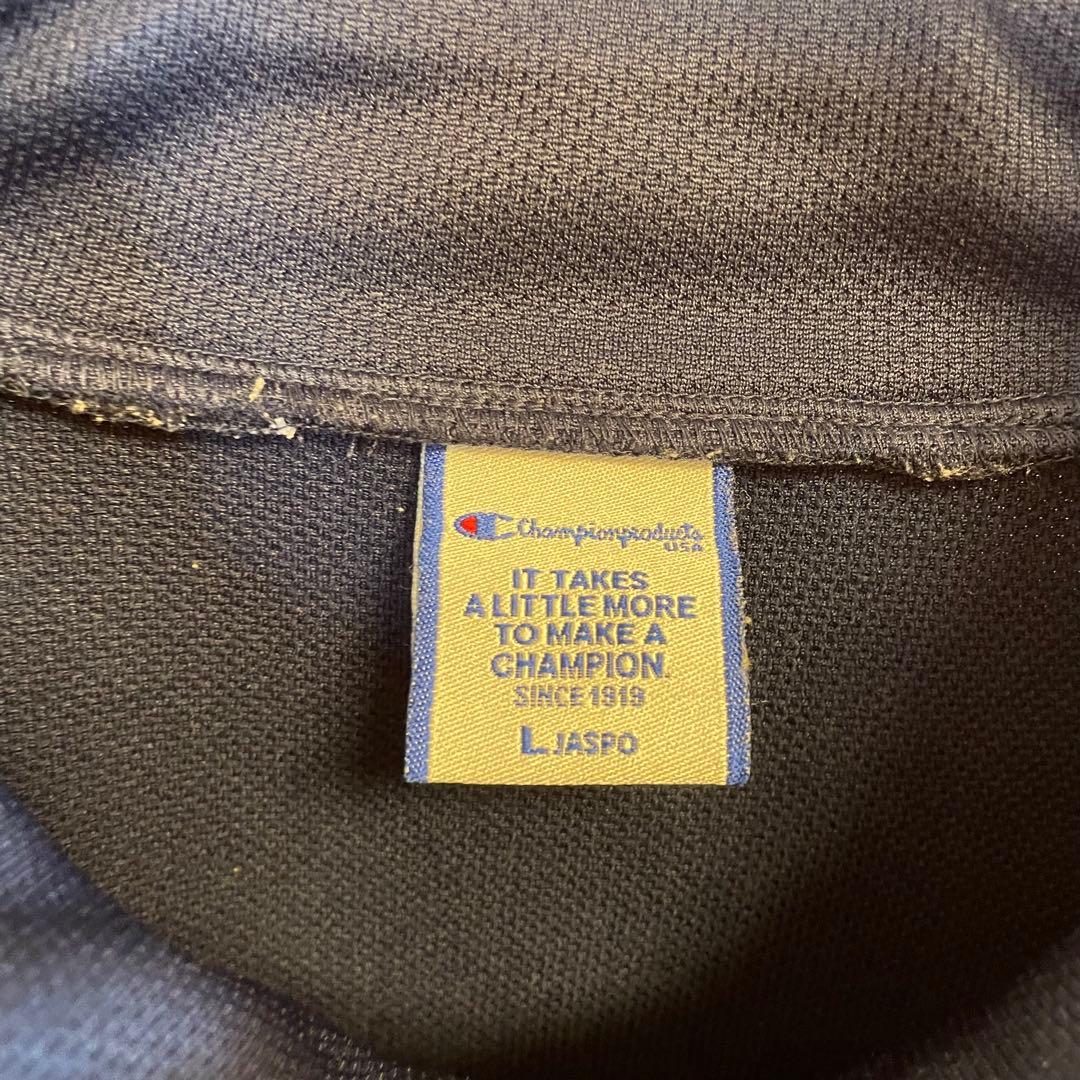 Championproducts
USA
IT TAKES
A LITTLE MORE
TO MAKE A
CHAMPION.
SINCE 1919
L JASPO